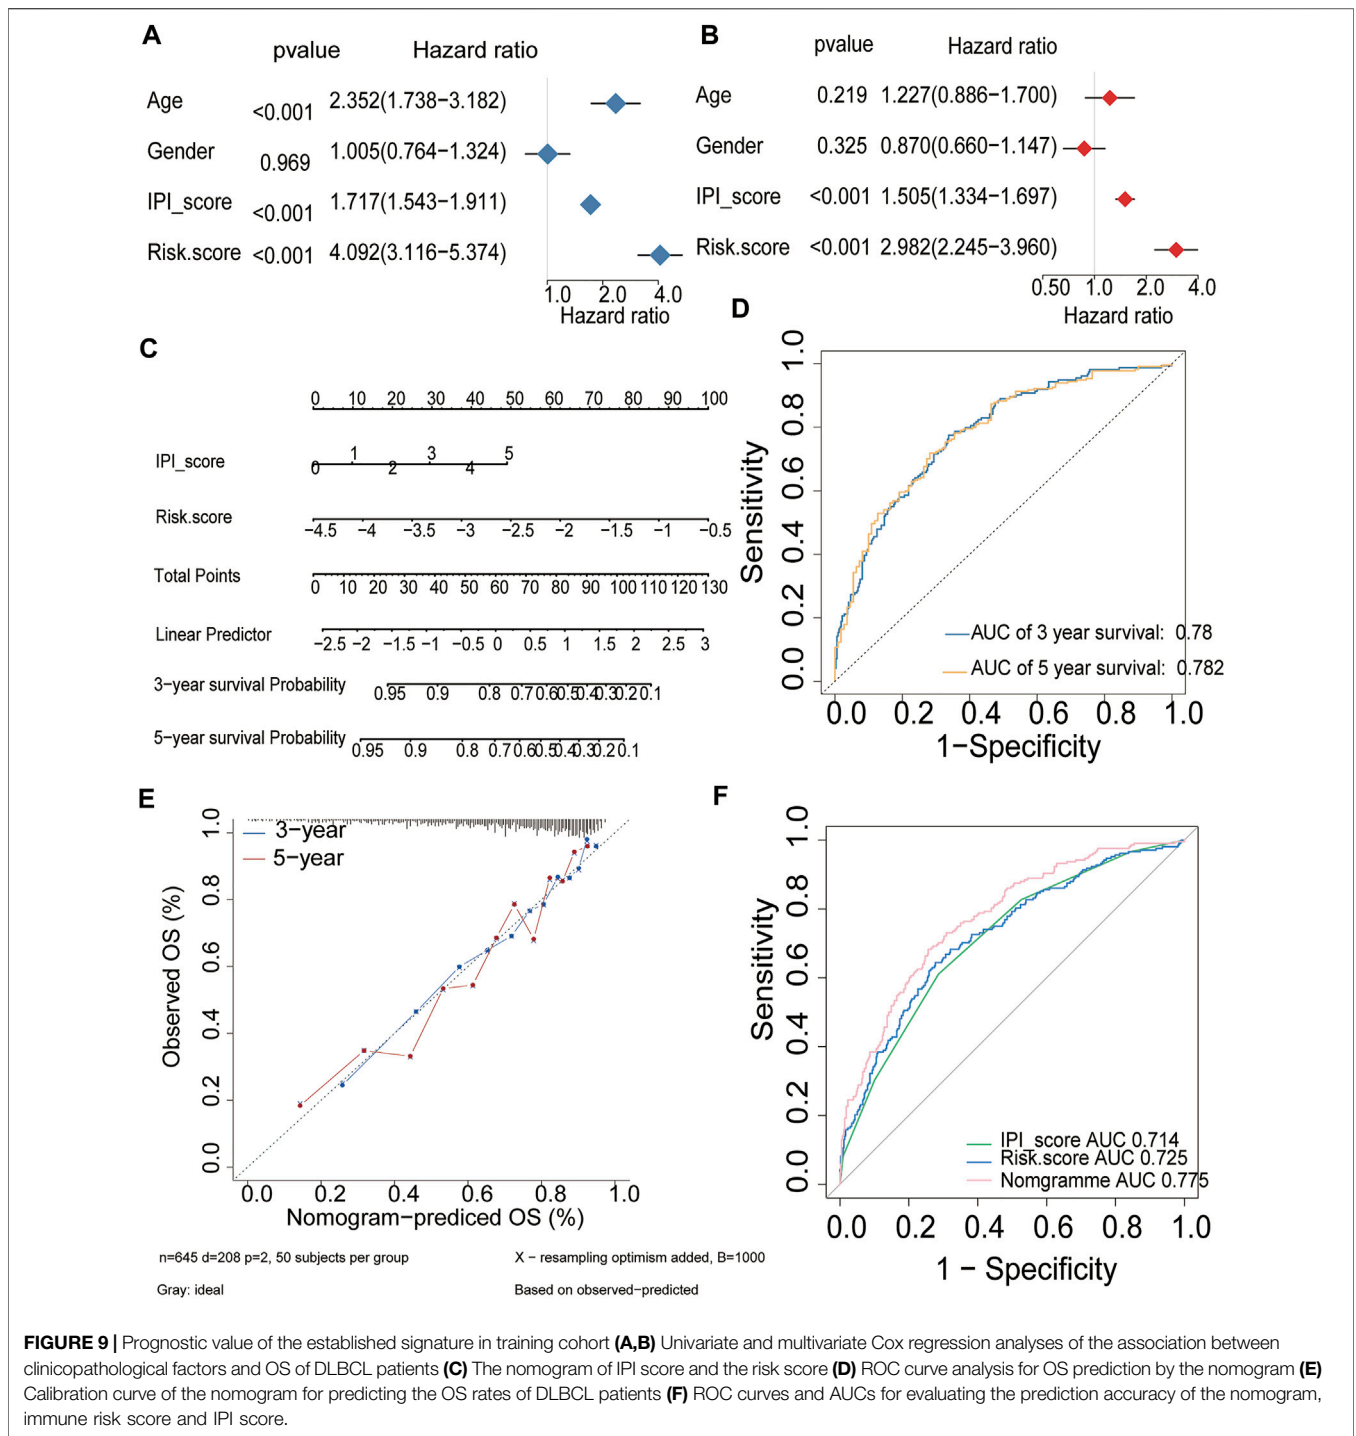 A
pvalue Hazard ratio
Age <0.001 2.352(1.738−3.182)
Gender 0.969 1.005(0.764−1.324)
IPI_score <0.001 1.717(1.543−1.911)
Risk.score <0.001 4.092(3.116−5.374)
1.0 2.0 4.0
Hazard ratio
B
pvalue Hazard ratio
Age 0.219 1.227(0.886−1.700)
Gender 0.325 0.870(0.660−1.147)
IPI_score <0.001 1.505(1.334−1.697)
Risk.score <0.001 2.982(2.245−3.960)
0.50 1.0 2.0 4.0
Hazard ratio
C
0 10 20 30 40 50 60 70 80 90 100
IPI_score 0 1 2 3 4 5
Risk.score −4.5 −4 −3.5 −3 −2.5 −2 −1.5 −1 −0.5
Total Points 0 10 20 30 40 50 60 70 80 90 100 110 120 130
Linear Predictor −2.5 −2 −1.5 −1 −0.5 0 0.5 1 1.5 2 2.5 3
3−year survival Probability 0.95 0.9 0.8 0.7 0.6 0.5 0.4 0.3 0.2 0.1
5−year survival Probability 0.95 0.9 0.8 0.7 0.6 0.5 0.4 0.3 0.2 0.1
D
Sensitivity
1.0
0.8
0.6
0.4
0.2
0.0
AUC of 3 year survival: 0.78
AUC of 5 year survival: 0.782
0.0 0.2 0.4 0.6 0.8 1.0
1−Specificity
E
Observed OS (%)
1.0
0.8
0.6
0.4
0.2
0.0
3−year
5−year
0.0 0.2 0.4 0.6 0.8 1.0
Nomogram−prediced OS (%)
n=645 d=208 p=2, 50 subjects per group
Gray: ideal
X − resampling optimism added, B=1000
Based on observed−predicted
F
Sensitivity
1.0
0.8
0.6
0.4
0.2
0.0
IPI_score AUC 0.714
Risk.score AUC 0.725
Nomgramme AUC 0.775
0.0 0.2 0.4 0.6 0.8 1.0
1 − Specificity
FIGURE 9 | Prognostic value of the established signature in training cohort (A,B) Univariate and multivariate Cox regression analyses of the association between
clinicopathological factors and OS of DLBCL patients (C) The nomogram of IPI score and the risk score (D) ROC curve analysis for OS prediction by the nomogram (E)
Calibration curve of the nomogram for predicting the OS rates of DLBCL patients (F) ROC curves and AUCs for evaluating the prediction accuracy of the nomogram,
immune risk score and IPI score.